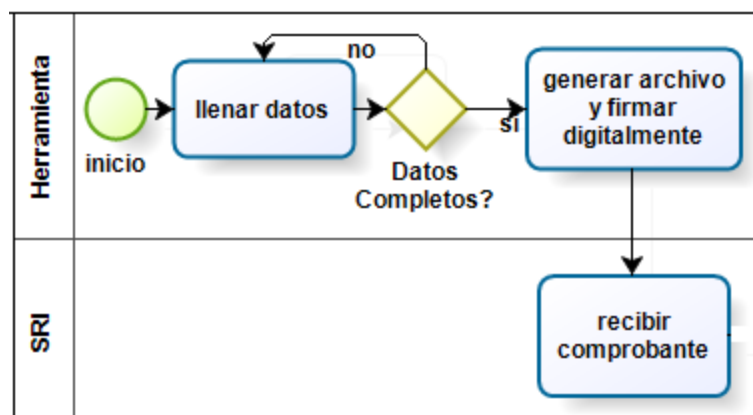 Herramienta
inicio
llenar datos
no
Datos
Completos?
si
generar archivo
y firmar
digitalmente
SRI
recibir
comprobante